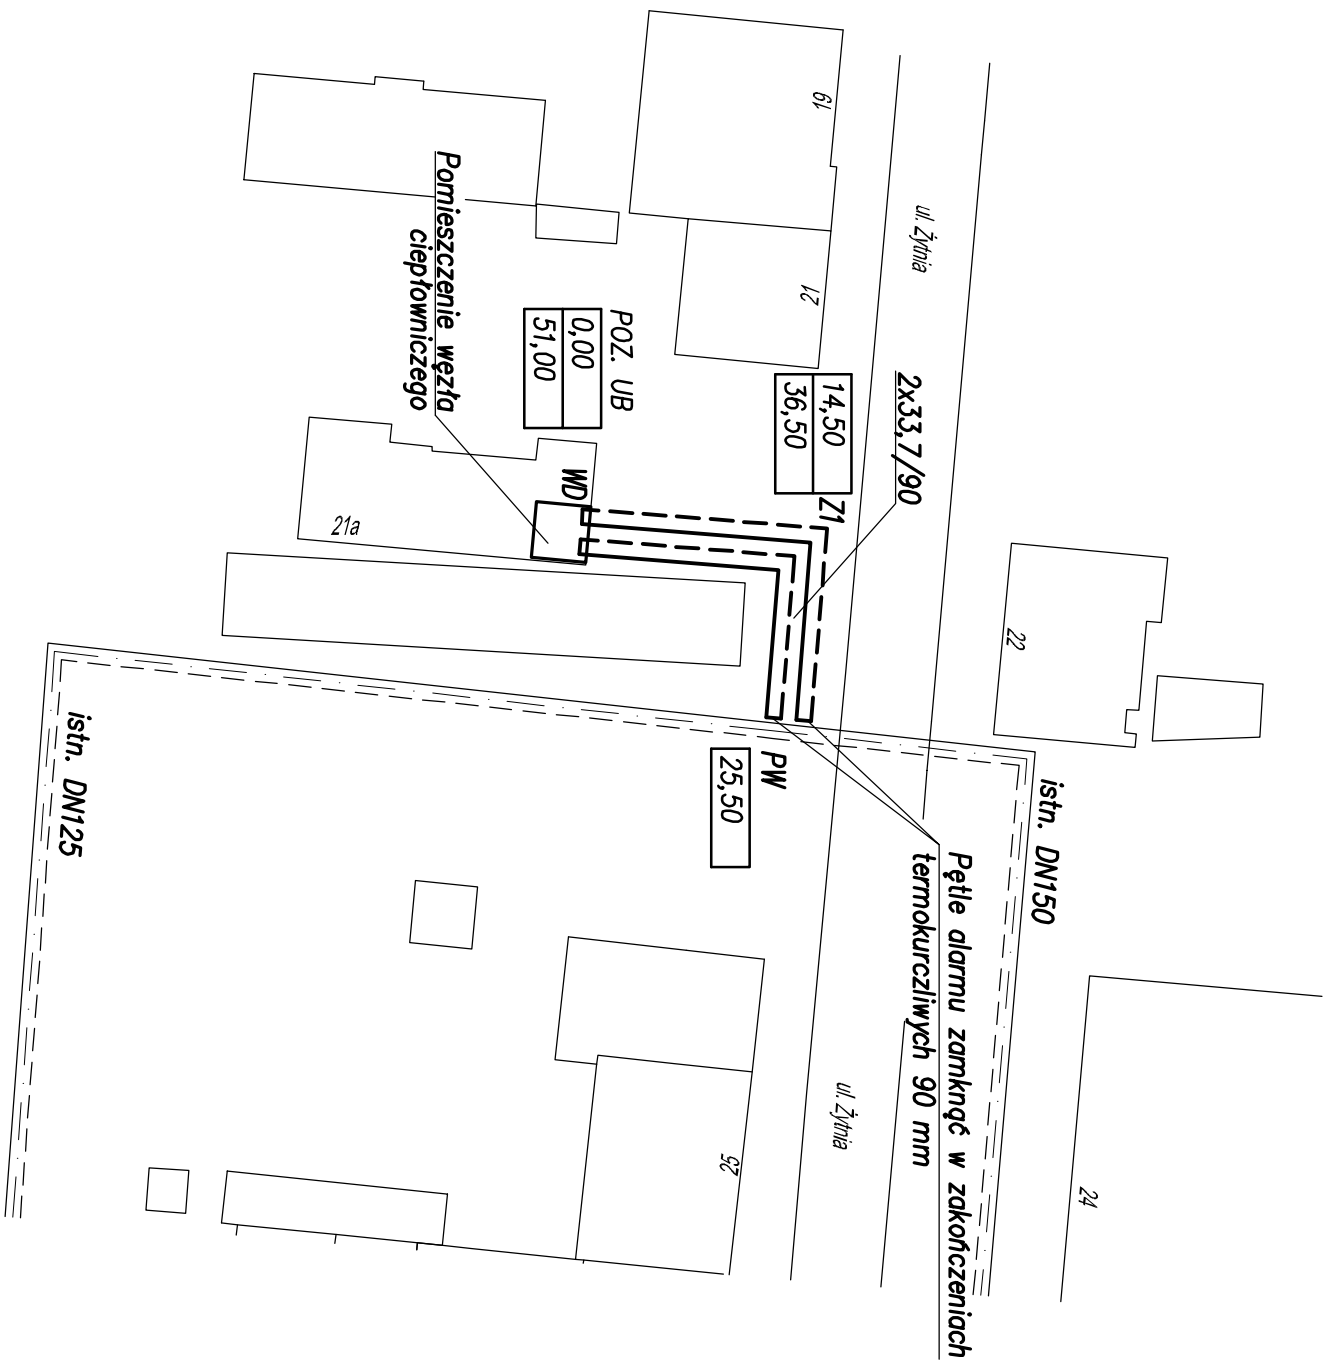 19
ul. Żytnia
Pomieszczenie węzła
ciepłowniczego
21
POZ. UB
0,00
51,00
2x33,7/90
14,50
36,50
Z1
WD
21a
22
istn. DN125
PW
25,50
istn. DN150
Pętle alarmu zamknąć w zakończeniach
termokurczliwych 90 mm
ul. Żytnia
25
24